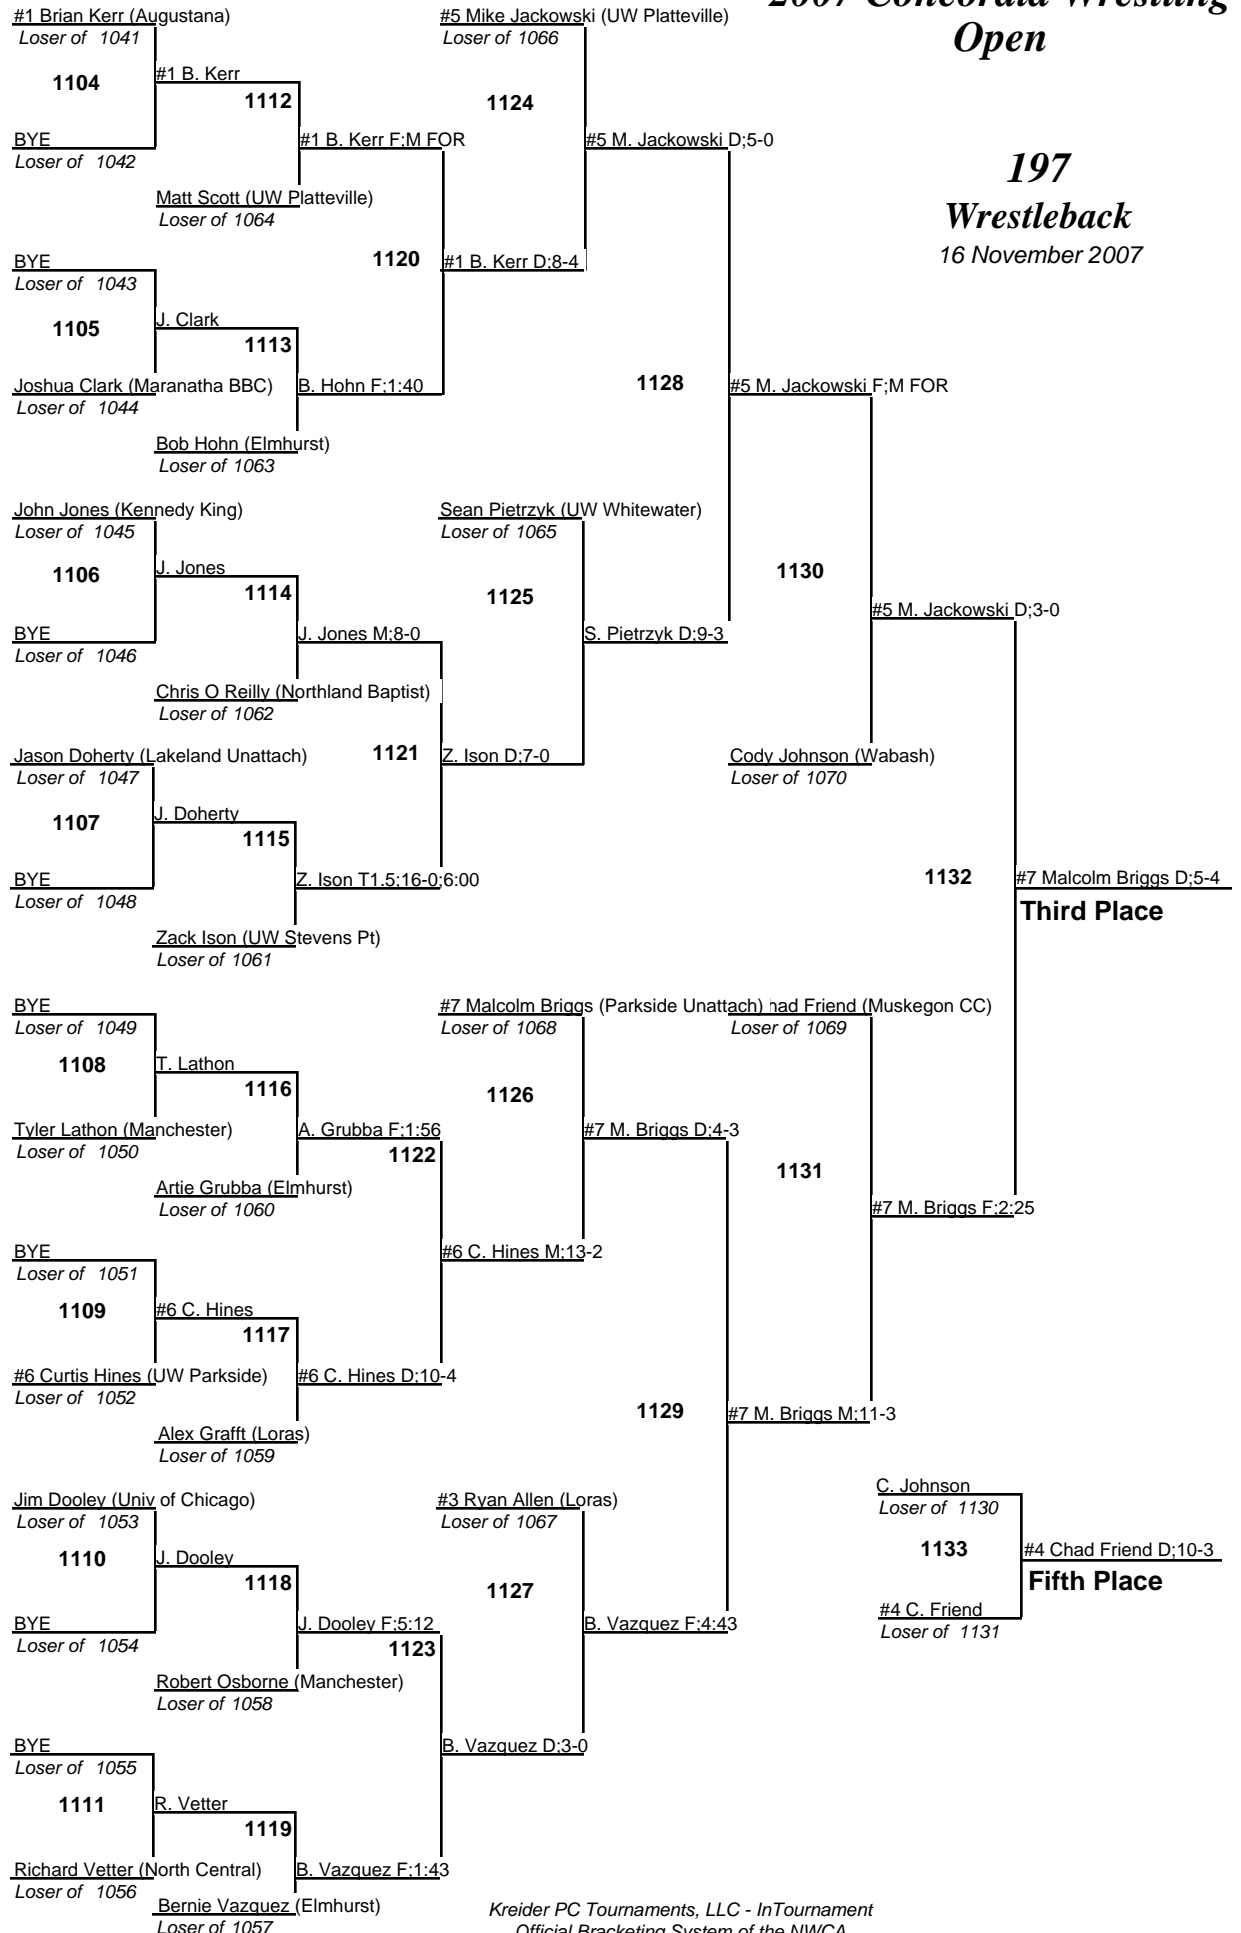 2007 Concordia Wrestling
Open
197
Wrestleback
16 November 2007
#1 Brian Kerr (Augustana)
Loser of 1041
1104
#1 B. Kerr
1112
BYE
Loser of 1042
#1 B. Kerr F;M FOR
Matt Scott (UW Platteville)
Loser of 1064
1120
#1 B. Kerr D;8-4
BYE
Loser of 1043
1105
J. Clark
1113
Joshua Clark (Maranatha BBC)
Loser of 1044
B. Hohn F;1:40
Bob Hohn (Elmhurst)
Loser of 1063
#5 Mike Jackowski (UW Platteville)
Loser of 1066
1124
#5 M. Jackowski D;5-0
1128
#5 M. Jackowski F;M FOR
John Jones (Kennedy King)
Loser of 1045
1106
J. Jones
1114
BYE
Loser of 1046
J. Jones M;8-0
Chris O Reilly (Northland Baptist)
Loser of 1062
Jason Doherty (Lakeland Unattach)
Loser of 1047
1107
J. Doherty
1115
BYE
Loser of 1048
Z. Ison T1.5;16-0;6:00
Zack Ison (UW Stevens Pt)
Loser of 1061
1121
Z. Ison D;7-0
Sean Pietrzyk (UW Whitewater)
Loser of 1065
1125
S. Pietrzyk D;9-3
1130
#5 M. Jackowski D;3-0
Cody Johnson (Wabash)
Loser of 1070
1132
#7 Malcolm Briggs D;5-4
Third Place
BYE
Loser of 1049
1108
T. Lathon
1116
Tyler Lathon (Manchester)
Loser of 1050
A. Grubba F;1:56
1122
Artie Grubba (Elmhurst)
Loser of 1060
BYE
Loser of 1051
1109
#6 C. Hines
1117
#6 Curtis Hines (UW Parkside)
Loser of 1052
#6 C. Hines D;10-4
Alex Grafft (Loras)
Loser of 1059
#6 C. Hines M;13-2
#7 Malcolm Briggs (Parkside Unattach)
Loser of 1068
1126
#7 M. Briggs D;4-3
had Friend (Muskegon CC)
Loser of 1069
1131
#7 M. Briggs F;2:25
1129
#7 M. Briggs M;11-3
Jim Dooley (Univ of Chicago)
Loser of 1053
1110
J. Dooley
1118
BYE
Loser of 1054
J. Dooley F;5:12
1123
Robert Osborne (Manchester)
Loser of 1058
BYE
Loser of 1055
1111
R. Vetter
1119
Richard Vetter (North Central)
Loser of 1056
B. Vazquez F;1:43
Bernie Vazquez (Elmhurst)
Loser of 1057
B. Vazquez D;3-0
#3 Ryan Allen (Loras)
Loser of 1067
1127
B. Vazquez F;4:43
C. Johnson
Loser of 1130
1133
#4 Chad Friend D;10-3
Fifth Place
#4 C. Friend
Loser of 1131
Kreider PC Tournaments, LLC - InTournament
Official Bracketing System of the NWCA